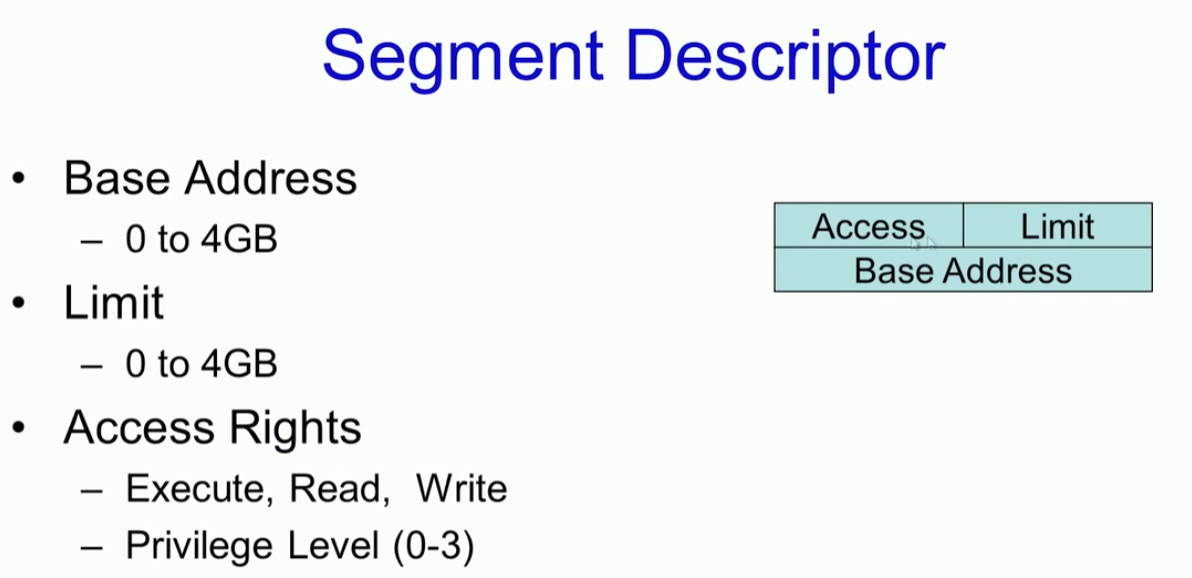 Segment Descriptor
• Base Address
– 0 to 4GB
• Limit
– 0 to 4GB
• Access Rights
– Execute, Read, Write
– Privilege Level (0-3)
Access Limit
Base Address